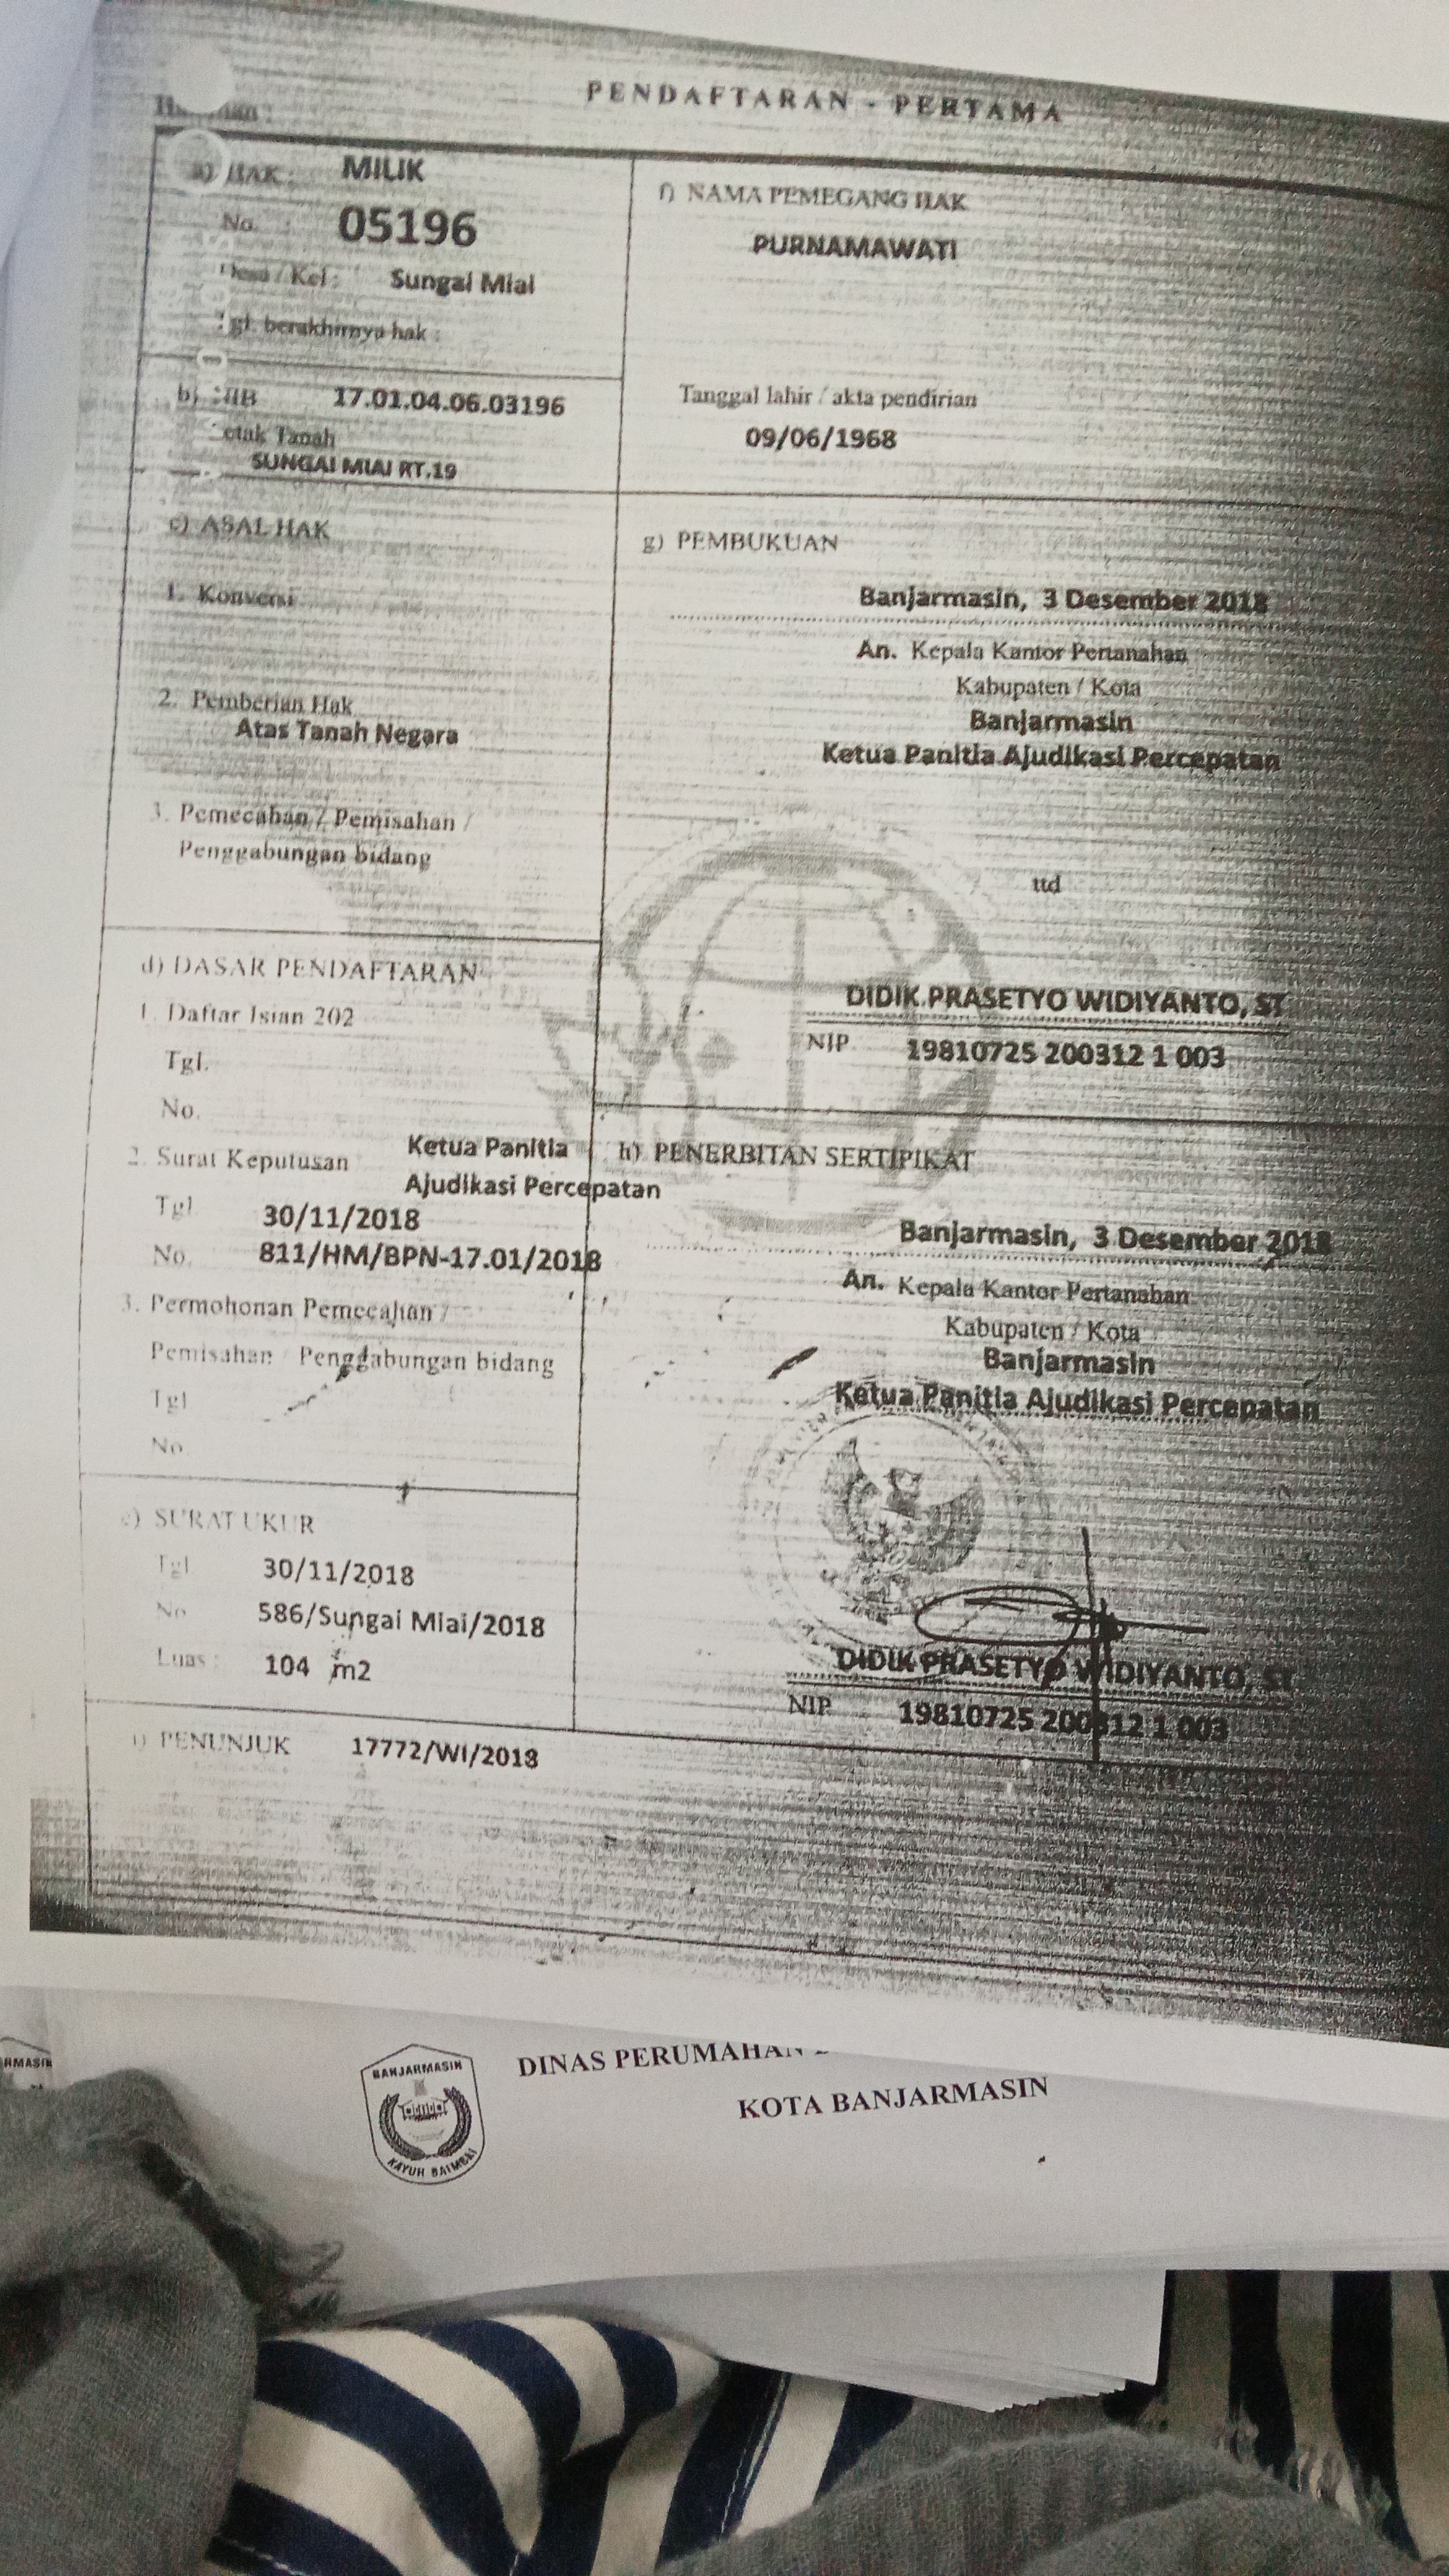 PENDAFTARAN - PERTAMA
a) HAK : MILIK
No. : 05196
Desa / Kel : Sungai Miai
Tgl. berakhirnya hak :
b) NIB 17.01.04.06.03196
Letak Tanah
SUNGAI MIAI RT.19
c) ASAL HAK
1. Konversi
2. Pemberian Hak
Atas Tanah Negara
3. Pemecahan / Pemisahan /
Penggabungan bidang
d) DASAR PENDAFTARAN
1. Daftar Isian 202
Tgl.
No.
2. Surat Keputusan Ketua Panitia
Ajudikasi Percepatan
Tgl 30/11/2018
No. 811/HM/BPN-17.01/2018
3. Permohonan Pemecahan /
Pemisahan / Penggabungan bidang
Tgl
No
e) SURAT UKUR
Tgl 30/11/2018
No 586/Sungai Miai/2018
Luas : 104 m2
f) NAMA PEMEGANG HAK
PURNAMAWATI
Tanggal lahir / akta pendirian
09/06/1968
g) PEMBUKUAN
Banjarmasin, 3 Desember 2018
An. Kepala Kantor Pertanahan
Kabupaten / Kota
Banjarmasin
Ketua Panitia Ajudikasi Percepatan
ttd
DIDIK PRASETYO WIDIYANTO, ST
NIP. 19810725 200312 1 003
h) PENERBITAN SERTIPIKAT
Banjarmasin, 3 Desember 2018
An. Kepala Kantor Pertanahan
Kabupaten / Kota
Banjarmasin
Ketua Panitia Ajudikasi Percepatan
DIDIK PRASETYO WIDIYANTO, ST
NIP. 19810725 200312 1 003
i) PENUNJUK 17772/WI/2018
BANJARMASIN
KAYUH BAIMBAI
DINAS PERUMAHAN
KOTA BANJARMASIN